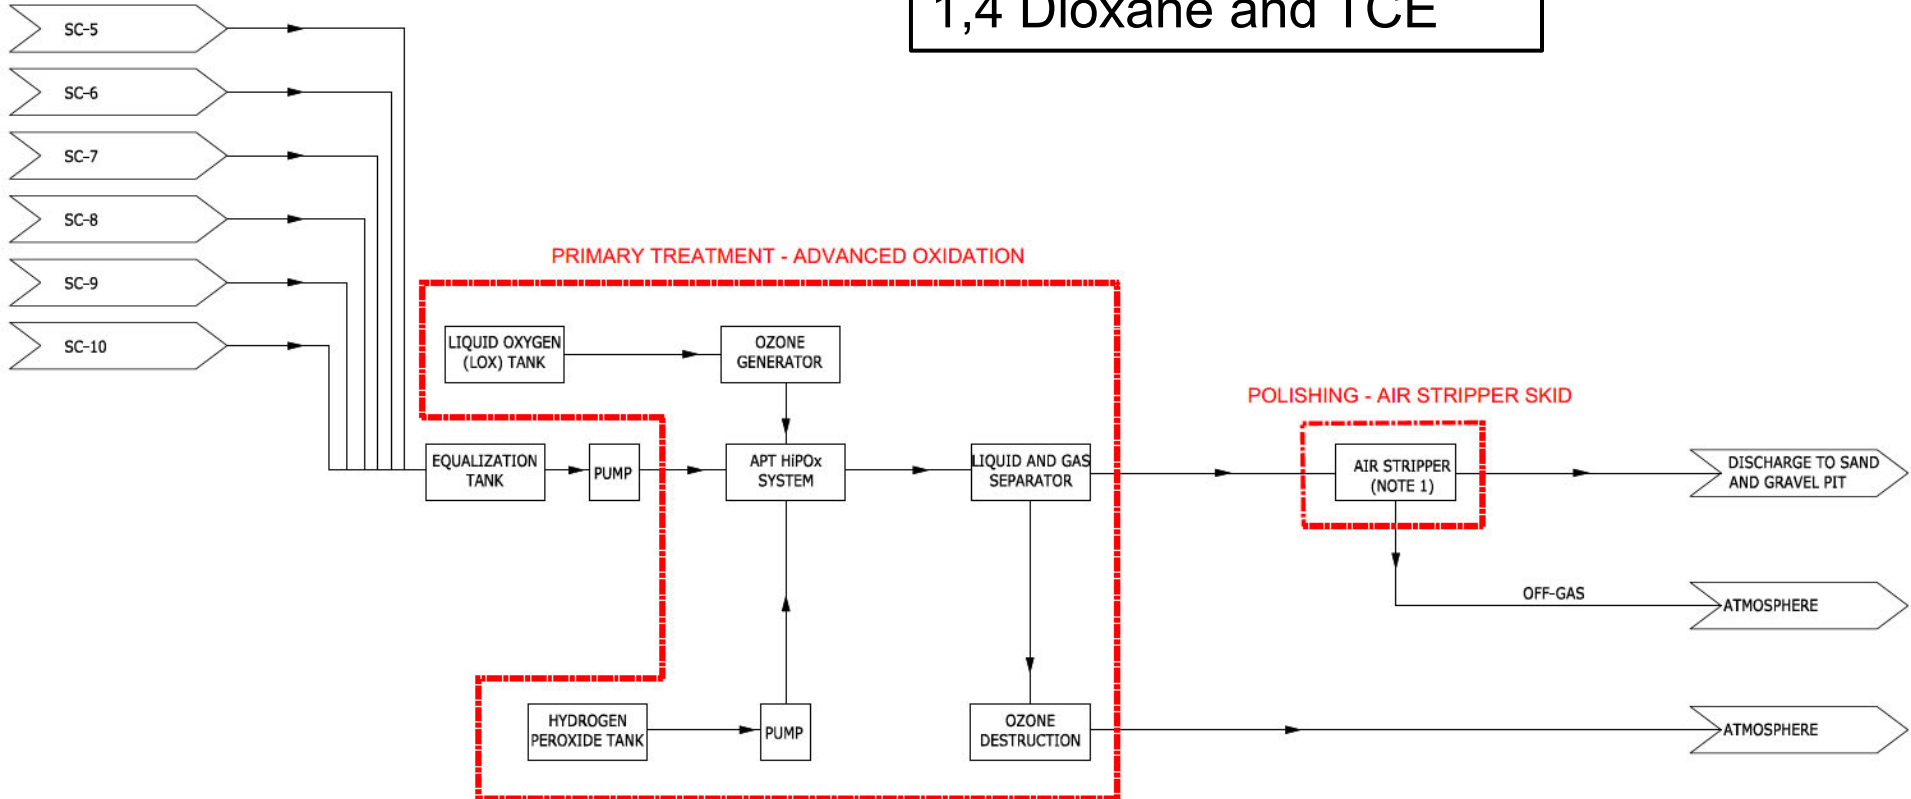 1,4 Dioxane and TCE
SC-5
SC-6
SC-7
SC-8
SC-9
SC-10
PRIMARY TREATMENT - ADVANCED OXIDATION
LIQUID OXYGEN
(LOX) TANK
OZONE
GENERATOR
POLISHING - AIR STRIPPER SKID
EQUALIZATION
TANK
PUMP
APT HiPOx
SYSTEM
LIQUID AND GAS
SEPARATOR
AIR STRIPPER
(NOTE 1)
DISCHARGE TO SAND
AND GRAVEL PIT
OFF-GAS
ATMOSPHERE
HYDROGEN
PEROXIDE TANK
PUMP
OZONE
DESTRUCTION
ATMOSPHERE